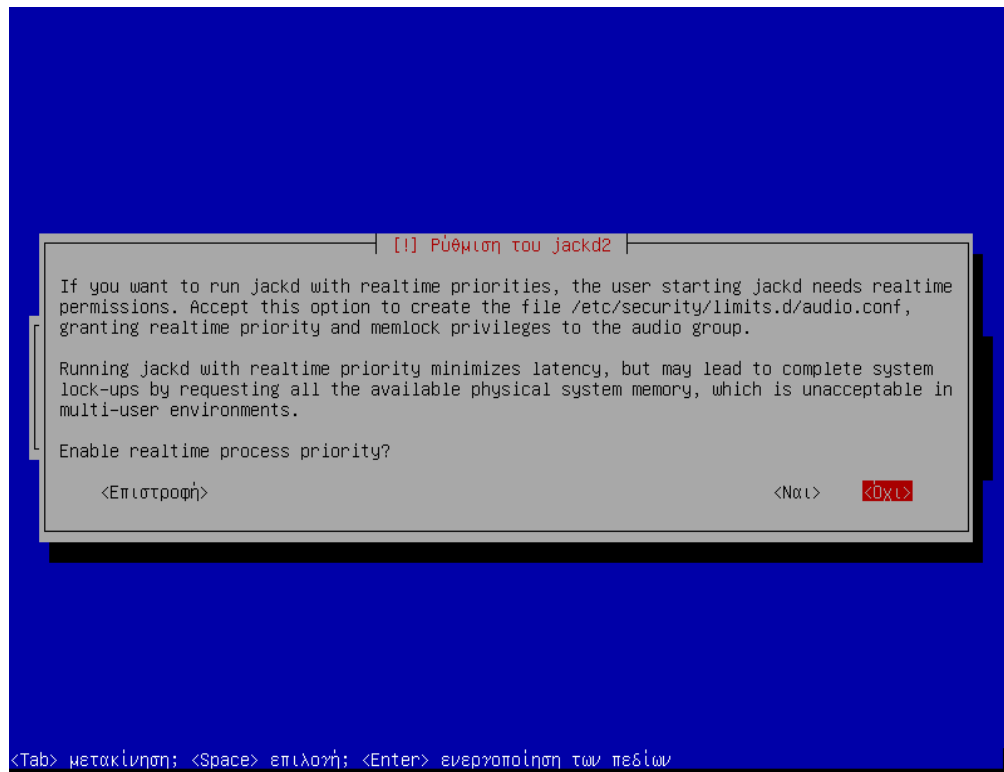 [!] Ρύθμιση του jackd2
If you want to run jackd with realtime priorities, the user starting jackd needs realtime
permissions. Accept this option to create the file /etc/security/limits.d/audio.conf,
granting realtime priority and memlock privileges to the audio group.
Running jackd with realtime priority minimizes latency, but may lead to complete system
lock-ups by requesting all the available physical system memory, which is unacceptable in
multi-user environments.
Enable realtime process priority?
<Επιστροφή> <Ναι> <Όχι>
<Tab> μετακίνηση; <Space> επιλογή; <Enter> ενεργοποίηση των πεδίων